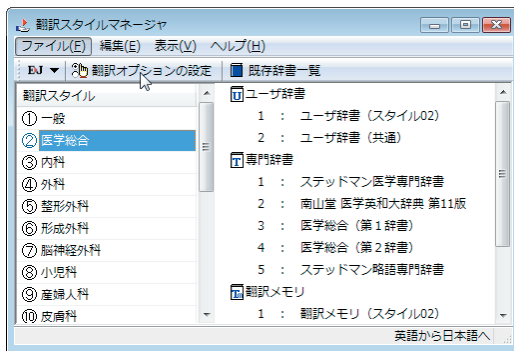 翻訳スタイルマネージャ
ファイル(F) 編集(E) 表示(V) ヘルプ(H)
EJ 翻訳オプションの設定 既存辞書一覧
翻訳スタイル
① 一般
② 医学総合
③ 内科
④ 外科
⑤ 整形外科
⑥ 形成外科
⑦ 脳神経外科
⑧ 小児科
⑨ 産婦人科
⑩ 皮膚科
ユーザ辞書
1 : ユーザ辞書（スタイル02）
2 : ユーザ辞書（共通）
専門辞書
1 : ステッドマン医学専門辞書
2 : 南山堂 医学英和大辞典 第11版
3 : 医学総合（第１辞書）
4 : 医学総合（第２辞書）
5 : ステッドマン略語専門辞書
翻訳メモリ
1 : 翻訳メモリ（スタイル02）
英語から日本語へ